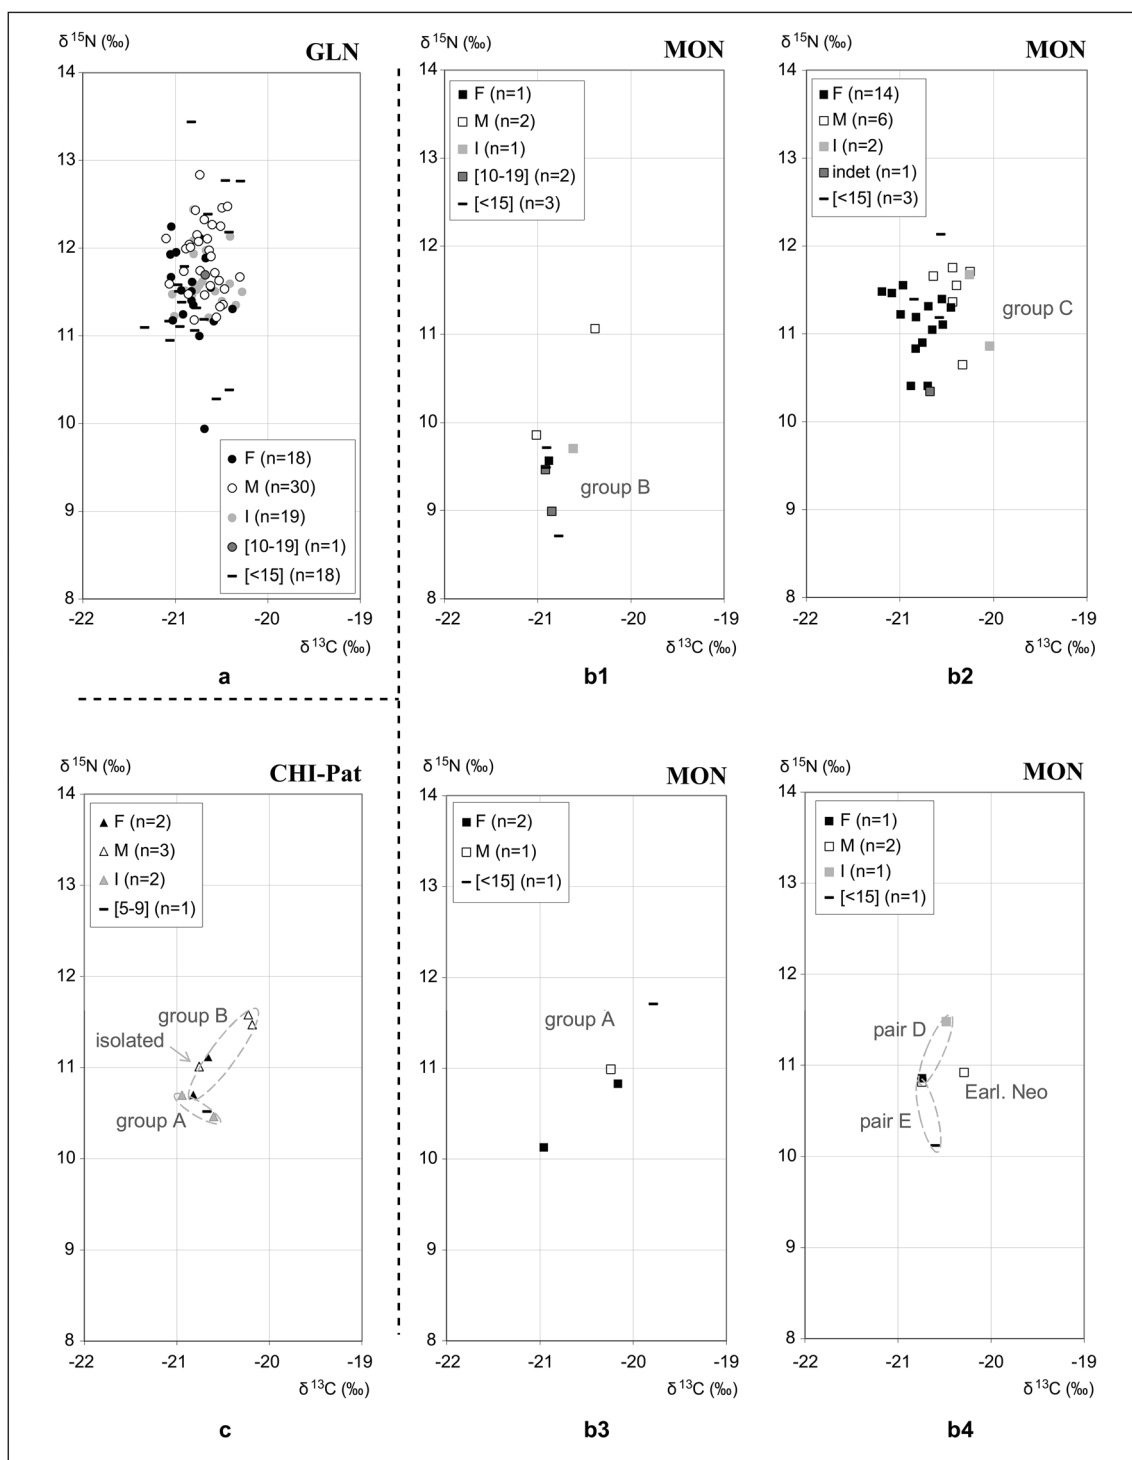 δ 15N (‰)
GLN
14
13
12
11
10
9
8
F (n=18)
M (n=30)
I (n=19)
[10-19] (n=1)
[<15] (n=18)
-22
-21
-20
-19
δ 13C (‰)
a
δ 15N (‰)
MON
14
13
12
11
10
9
8
F (n=1)
M (n=2)
I (n=1)
[10-19] (n=2)
[<15] (n=3)
group B
-22
-21
-20
-19
δ 13C (‰)
b1
δ 15N (‰)
MON
14
13
12
11
10
9
8
F (n=14)
M (n=6)
I (n=2)
indet (n=1)
[<15] (n=3)
group C
-22
-21
-20
-19
δ 13C (‰)
b2
δ 15N (‰)
CHI-Pat
14
13
12
11
10
9
8
F (n=2)
M (n=3)
I (n=2)
[5-9] (n=1)
group B
isolated
group A
-22
-21
-20
-19
δ 13C (‰)
c
δ 15N (‰)
MON
14
13
12
11
10
9
8
F (n=2)
M (n=1)
[<15] (n=1)
group A
-22
-21
-20
-19
δ 13C (‰)
b3
δ 15N (‰)
MON
14
13
12
11
10
9
8
F (n=1)
M (n=2)
I (n=1)
[<15] (n=1)
pair D
Earl. Neo
pair E
-22
-21
-20
-19
δ 13C (‰)
b4